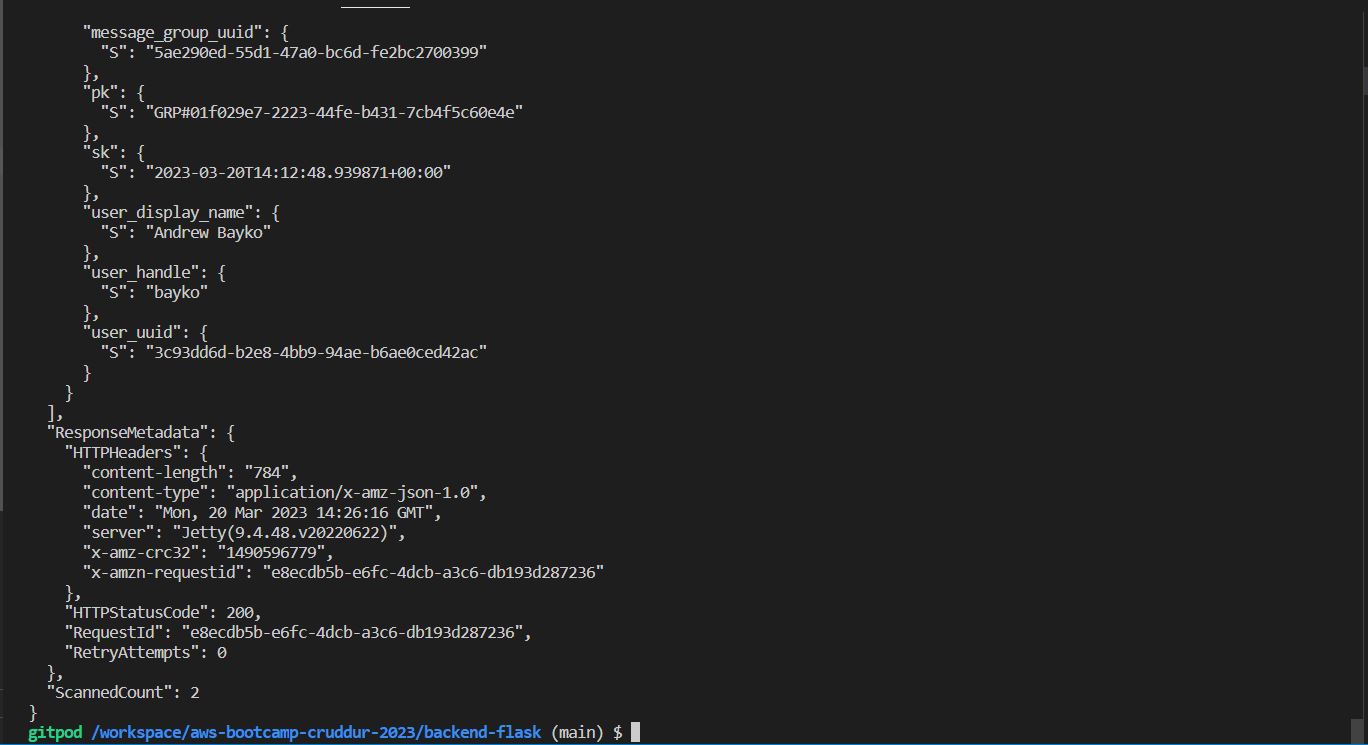 "message_group_uuid": {
"S": "5ae290ed-55d1-47a0-bc6d-fe2bc2700399"
},
"pk": {
"S": "GRP#01f029e7-2223-44fe-b431-7cb4f5c60e4e"
},
"sk": {
"S": "2023-03-20T14:12:48.939871+00:00"
},
"user_display_name": {
"S": "Andrew Bayko"
},
"user_handle": {
"S": "bayko"
},
"user_uuid": {
"S": "3c93dd6d-b2e8-4bb9-94ae-b6ae0ced42ac"
}
}
],
"ResponseMetadata": {
"HTTPHeaders": {
"content-length": "784",
"content-type": "application/x-amz-json-1.0",
"date": "Mon, 20 Mar 2023 14:26:16 GMT",
"server": "Jetty(9.4.48.v20220622)",
"x-amz-crc32": "1490596779",
"x-amzn-requestid": "e8ecdb5b-e6fc-4dcb-a3c6-db193d287236"
},
"HTTPStatusCode": 200,
"RequestId": "e8ecdb5b-e6fc-4dcb-a3c6-db193d287236",
"RetryAttempts": 0
},
"ScannedCount": 2
}
gitpod /workspace/aws-bootcamp-cruddur-2023/backend-flask (main) $